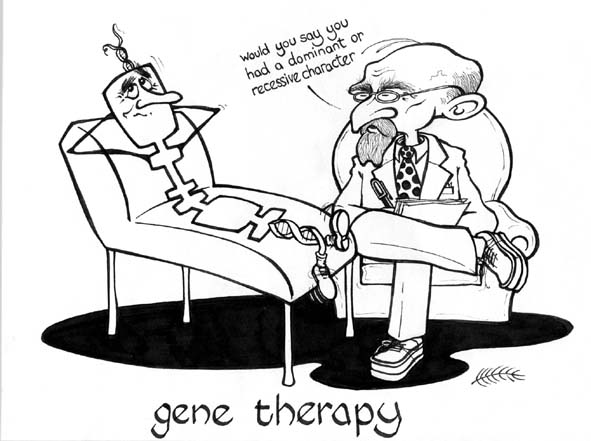 would you say you
had a dominant or
recessive character
gene therapy